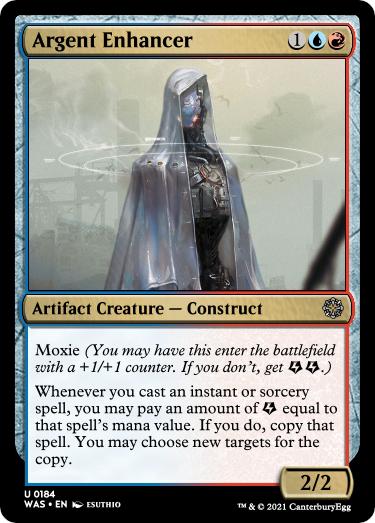 Argent Enhancer 1
Artifact Creature — Construct
Moxie (You may have this enter the battlefield
with a +1/+1 counter. If you don't, get .)
Whenever you cast an instant or sorcery
spell, you may pay an amount of equal to
that spell's mana value. If you do, copy that
spell. You may choose new targets for the
copy.
2/2
U 0184
WAS • EN ESUTHIO
™ & © 2021 CanterburyEgg